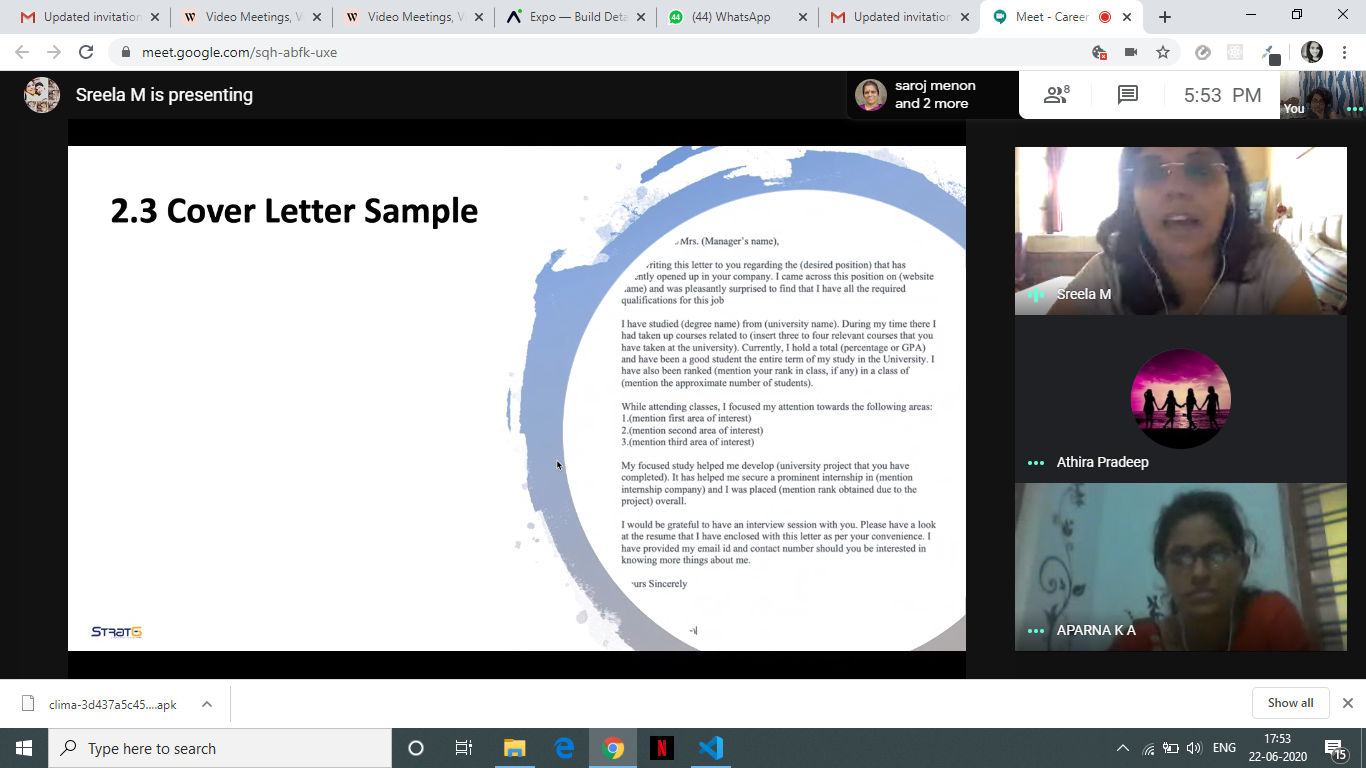 Updated invitation
Video Meetings, V
Video Meetings, V
Expo — Build Deta
44
(44) WhatsApp
Updated invitation
Meet - Career
meet.google.com/sqh-abfk-uxe
Sreela M is presenting
saroj menon
and 2 more
8
5:53 PM
You
2.3 Cover Letter Sample
Mrs. (Manager's name),
riting this letter to you regarding the (desired position) that has
ntly opened up in your company. I came across this position on (website
ame) and was pleasantly surprised to find that I have all the required
qualifications for this job
I have studied (degree name) from (university name). During my time there I
had taken up courses related to (insert three to four relevant courses that you
have taken at the university). Currently, I hold a total (percentage or GPA)
and have been a good student the entire term of my study in the University. I
have also been ranked (mention your rank in class, if any) in a class of
(mention the approximate number of students).
While attending classes, I focused my attention towards the following areas:
1.(mention first area of interest)
2.(mention second area of interest)
3.(mention third area of interest)
My focused study helped me develop (university project that you have
completed). It has helped me secure a prominent internship in (mention
internship company) and I was placed (mention rank obtained due to the
project) overall.
I would be grateful to have an interview session with you. Please have a look
at the resume that I have enclosed with this letter as per your convenience. I
have provided my email id and contact number should you be interested in
knowing more things about me.
urs Sincerely
STRATG
Sreela M
Athira Pradeep
APARNA K A
clima-3d437a5c45....apk
Show all
Type here to search
ENG
17:53
22-06-2020
15